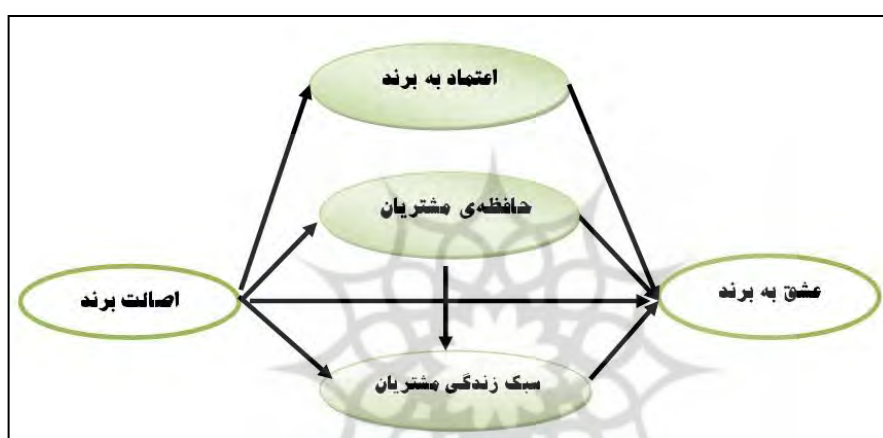 اعتماد به برند
حافظه‌ی مشتریان
اصالت برند
عشق به برند
سبک زندگی مشتریان